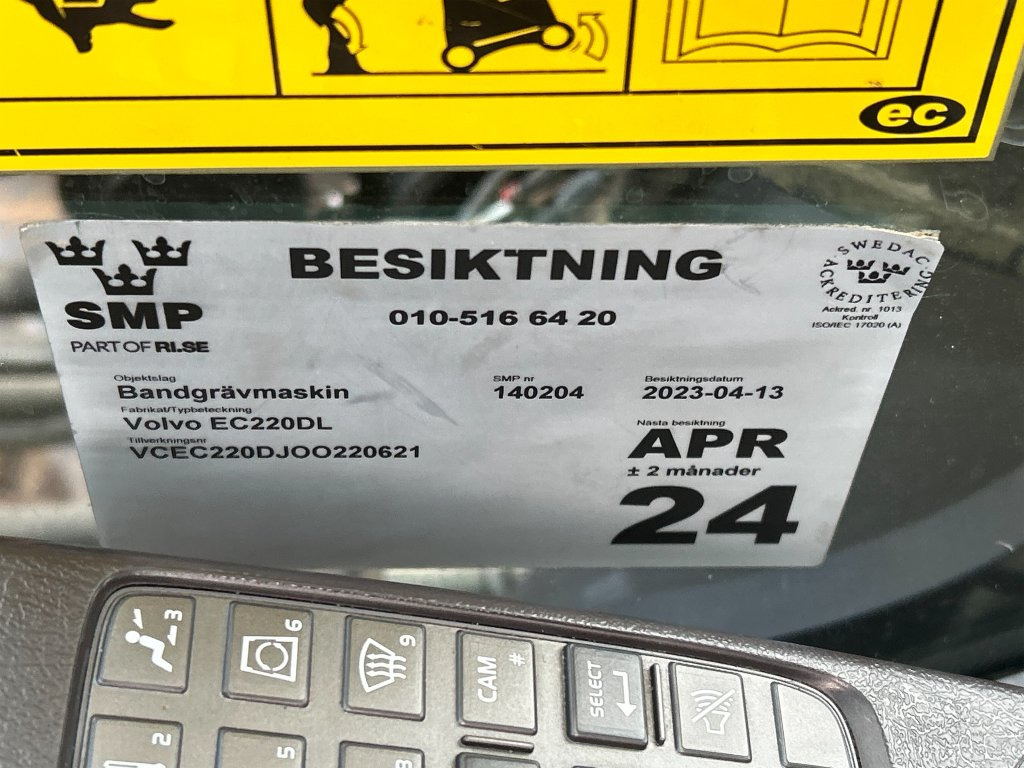 ec
BESIKTNING
010-516 64 20
SMP
PART OF RI.SE
SWEDAC ACKREDITERING
Ackred. nr. 1013
Kontroll
ISO/IEC 17020 (A)
Objektslag
Bandgrävmaskin
Fabrikat/Typbeteckning
Volvo EC220DL
Tillverkningsnr
VCEC220DJOO220621
SMP nr
140204
Besiktningsdatum
2023-04-13
Nästa besiktning
APR
± 2 månader
24
3
6
9
CAM #
SELECT
2
5